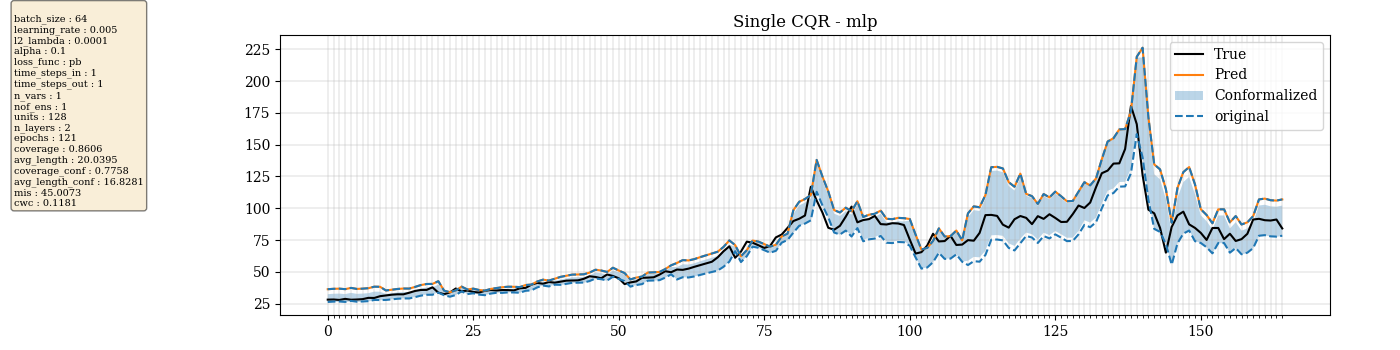 batch_size : 64
learning_rate : 0.005
l2_lambda : 0.0001
alpha : 0.1
loss_func : pb
time_steps_in : 1
time_steps_out : 1
n_vars : 1
nof_ens : 1
units : 128
n_layers : 2
epochs : 121
coverage : 0.8606
avg_length : 20.0395
coverage_conf : 0.7758
avg_length_conf : 16.8281
mis : 45.0073
cwc : 0.1181
Single CQR - mlp
225
200
175
150
125
100
75
50
25
True
Pred
Conformalized
original
0 25 50 75 100 125 150